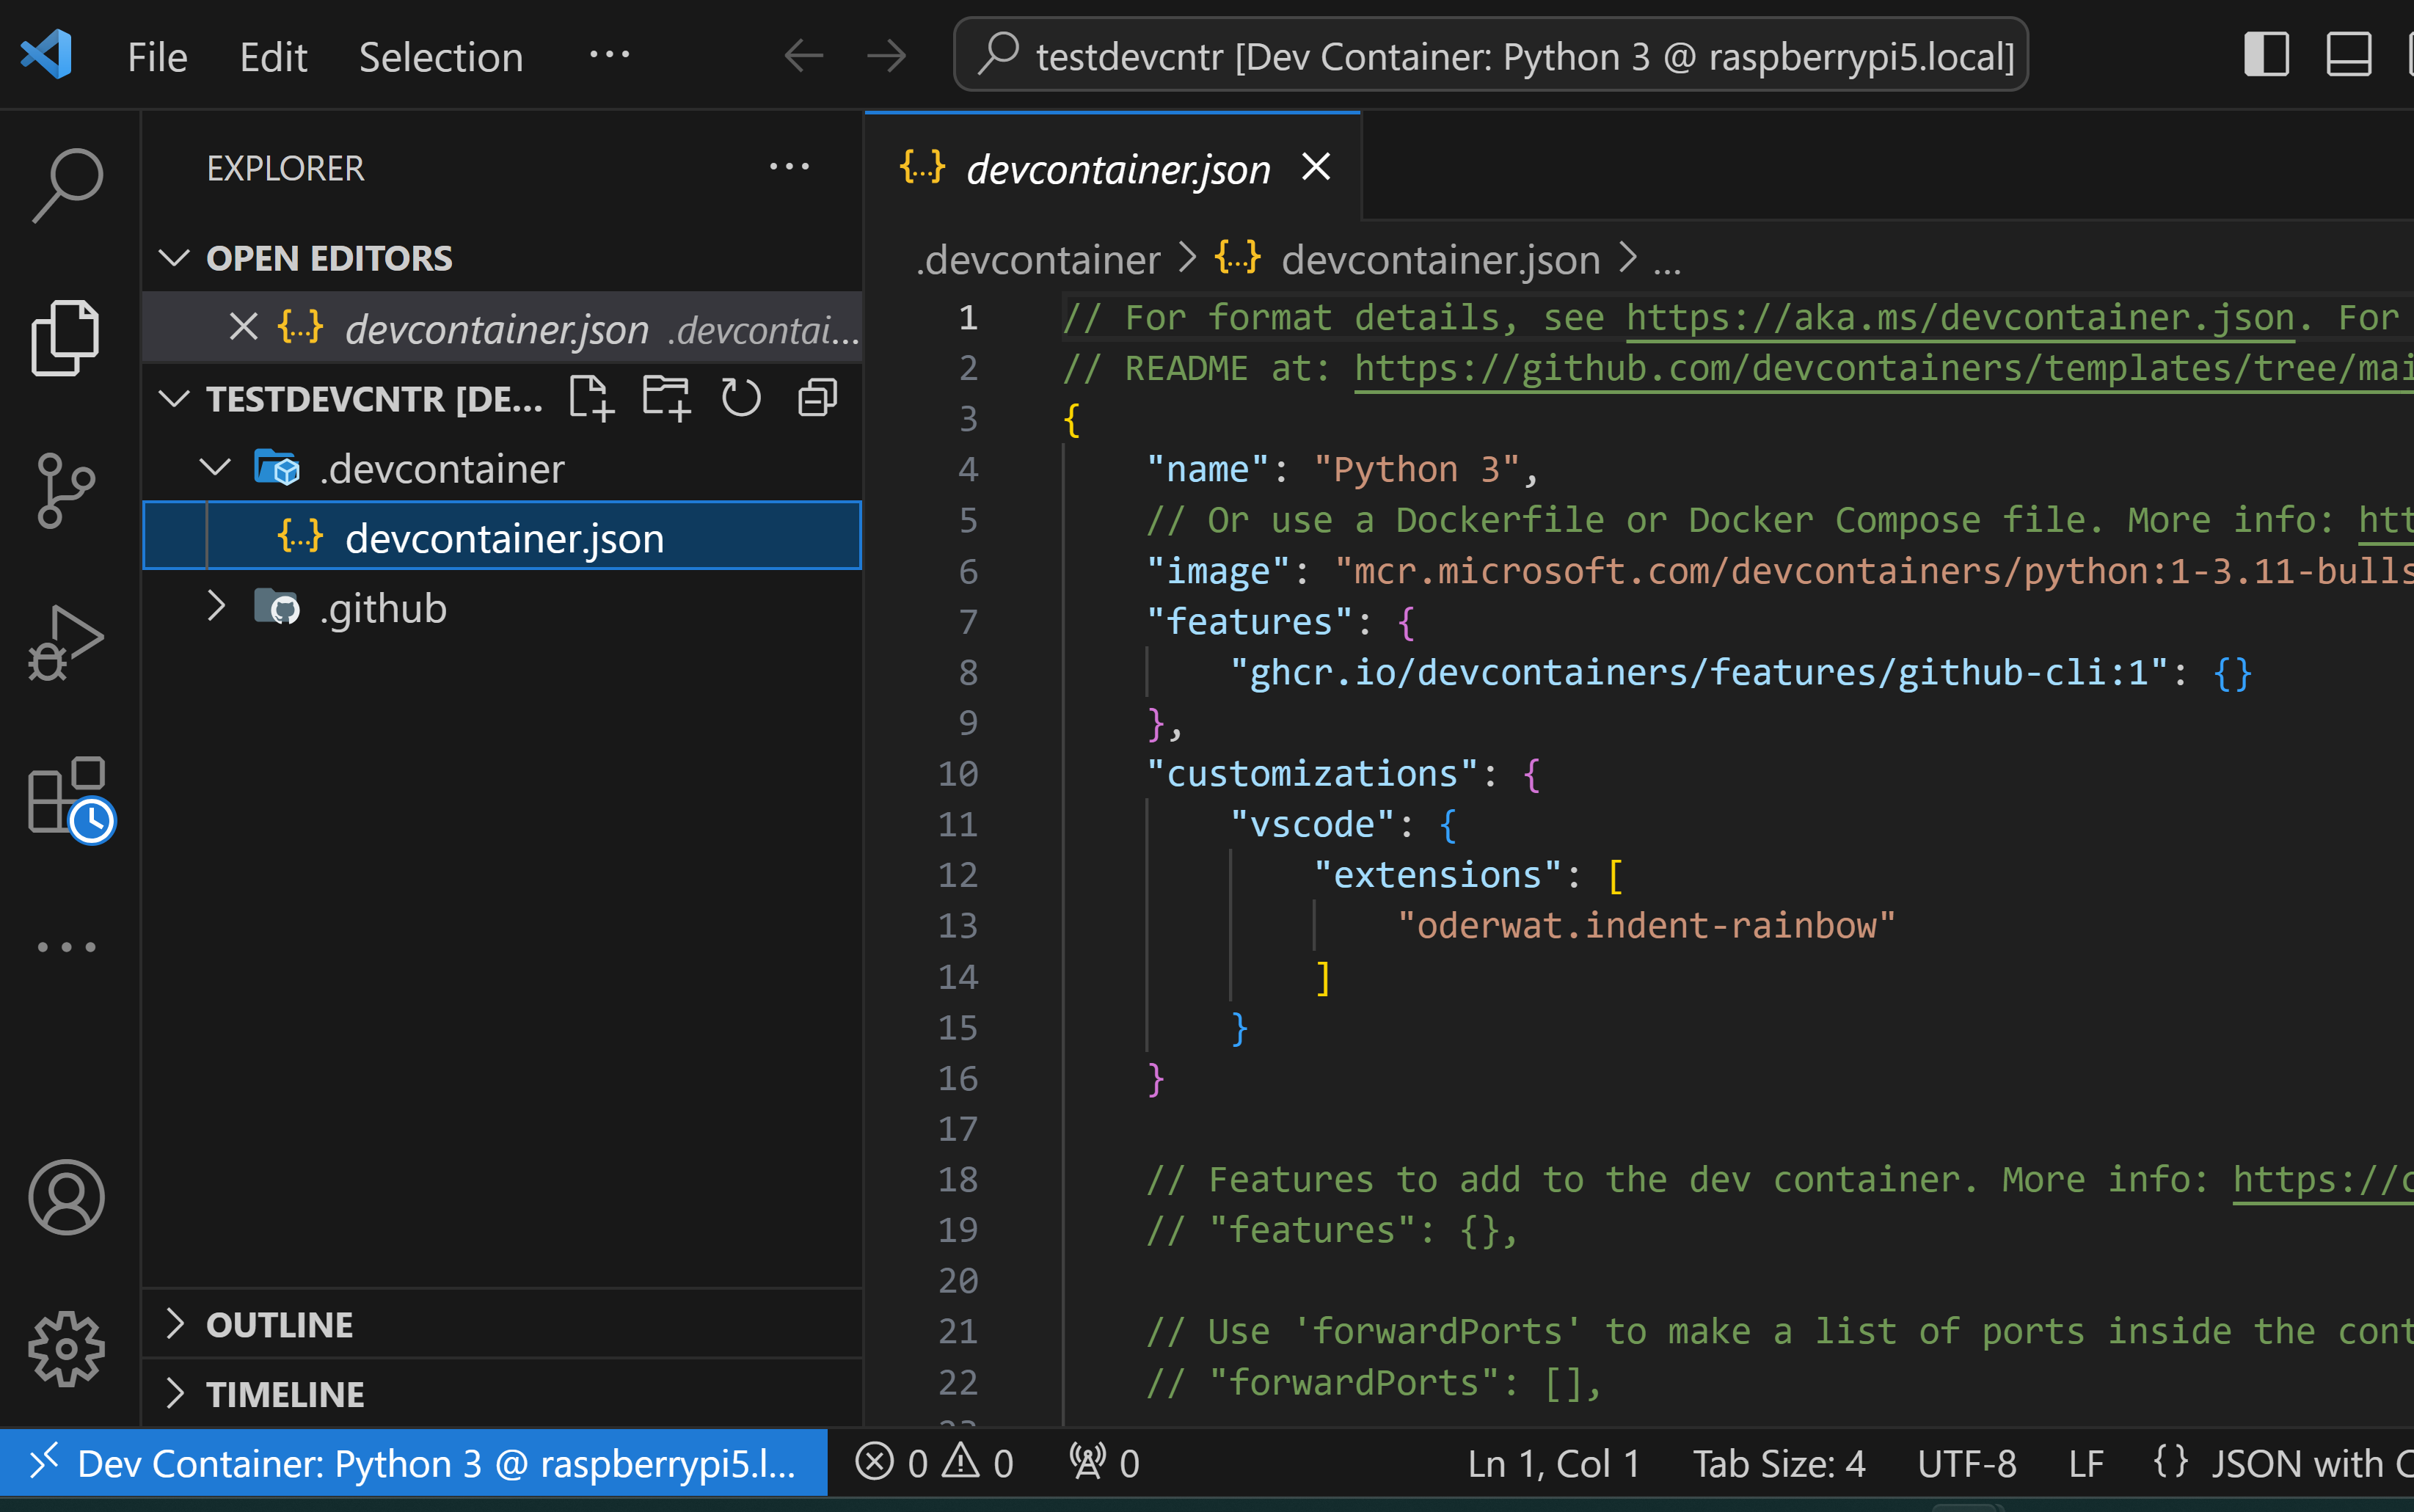 File Edit Selection ··· testdevcntr [Dev Container: Python 3 @ raspberrypi5.local]
EXPLORER
OPEN EDITORS
devcontainer.json .devcontai...
TESTDEVCNTR [DE...
.devcontainer
devcontainer.json
.github
OUTLINE
TIMELINE
devcontainer.json
.devcontainer > {...} devcontainer.json > ...
1 // For format details, see https://aka.ms/devcontainer.json. For
2 // README at: https://github.com/devcontainers/templates/tree/mai
3 {
4 "name": "Python 3",
5 // Or use a Dockerfile or Docker Compose file. More info: htt
6 "image": "mcr.microsoft.com/devcontainers/python:1-3.11-bulls
7 "features": {
8 "ghcr.io/devcontainers/features/github-cli:1": {}
9 },
10 "customizations": {
11 "vscode": {
12 "extensions": [
13 "oderwat.indent-rainbow"
14 ]
15 }
16 }
17
18 // Features to add to the dev container. More info: https://c
19 // "features": {},
20
21 // Use 'forwardPorts' to make a list of ports inside the cont
22 // "forwardPorts": [],
Dev Container: Python 3 @ raspberrypi5.l... 0 0 0 Ln 1, Col 1 Tab Size: 4 UTF-8 LF {} JSON with